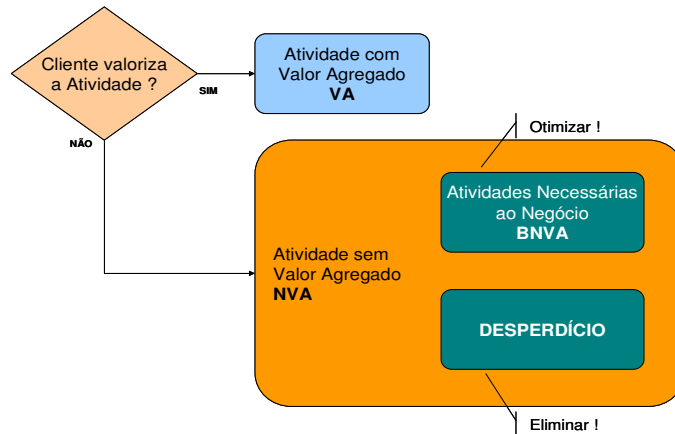 Cliente valoriza
a Atividade ?
SIM
NÃO
Atividade com
Valor Agregado
VA
Otimizar !
Atividades Necessárias
ao Negócio
BNVA
Atividade sem
Valor Agregado
NVA
DESPERDÍCIO
Eliminar !